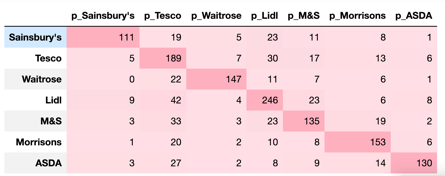 p_Sainsbury's p_Tesco p_Waitrose p_Lidl p_M&S p_Morrisons p_ASDA
Sainsbury's 111 19 5 23 11 8 1
Tesco 5 189 7 30 17 13 6
Waitrose 0 22 147 11 7 6 1
Lidl 9 42 4 246 23 6 8
M&S 3 33 3 23 135 19 2
Morrisons 1 20 2 10 8 153 6
ASDA 3 27 2 8 9 14 130